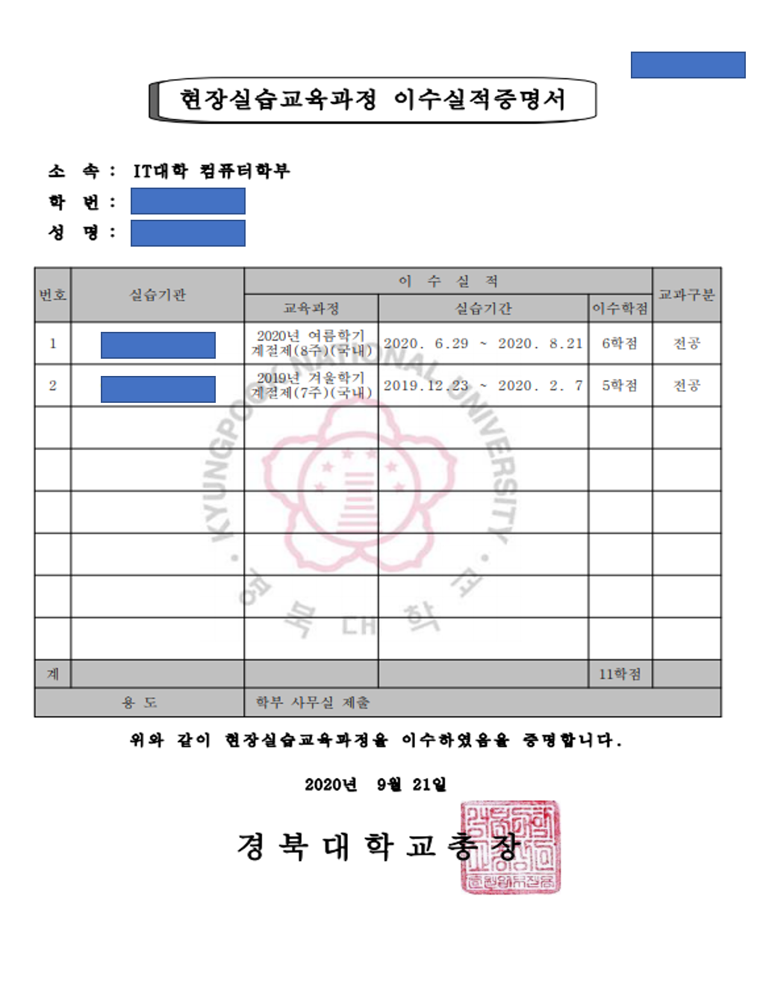 현장실습교육과정 이수실적증명서
소 속 : IT대학 컴퓨터학부
학 번 :
성 명 :
번호 실습기관 이 수 실 적 교과구분
교육과정 실습기간 이수학점
1 2020년 여름학기 계절제(8주)(국내) 2020. 6.29 ~ 2020. 8.21 6학점 전공
2 2019년 겨울학기 계절제(7주)(국내) 2019.12.23 ~ 2020. 2. 7 5학점 전공
KYUNGPOOK NATIONAL UNIVERSITY
경북대학교
계 11학점
용 도 학부 사무실 제출
위와 같이 현장실습교육과정을 이수하였음을 증명합니다.
2020년 9월 21일
경북대학교총장